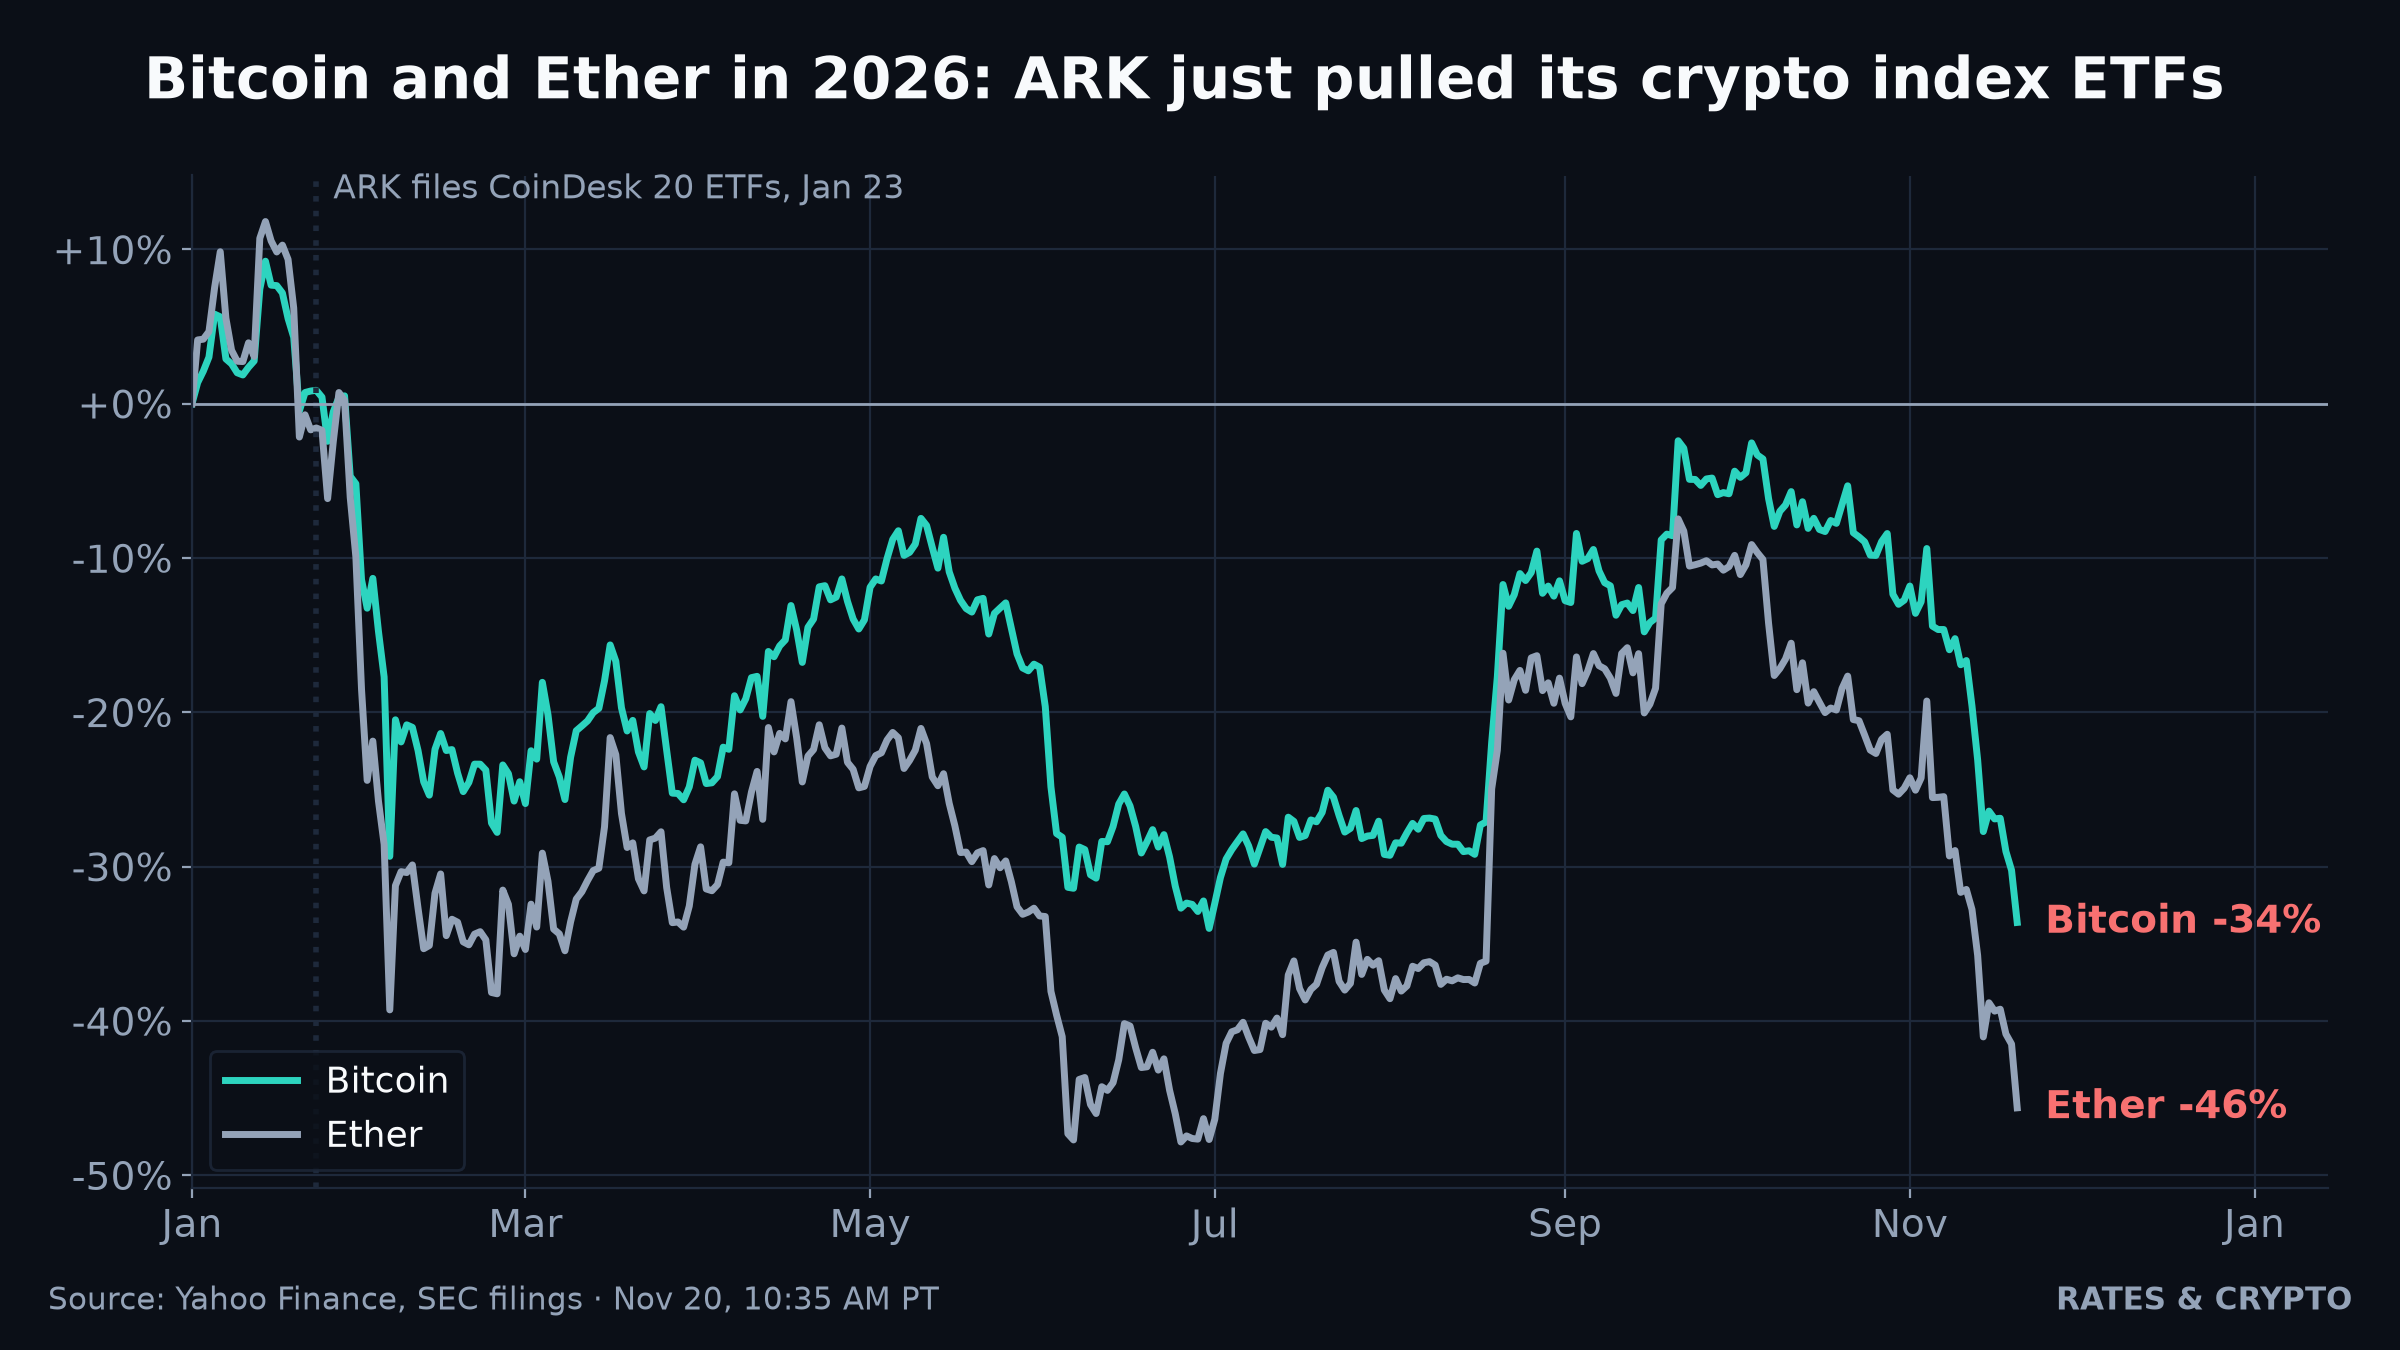 Bitcoin and Ether in 2026: ARK just pulled its crypto index ETFs
ARK files CoinDesk 20 ETFs, Jan 23
+10%
+0%
-10%
-20%
-30%
-40%
-50%
Bitcoin -34%
Ether -46%
Bitcoin
Ether
Jan Mar May Jul Sep Nov Jan
Source: Yahoo Finance, SEC filings · Nov 20, 10:35 AM PT
RATES & CRYPTO